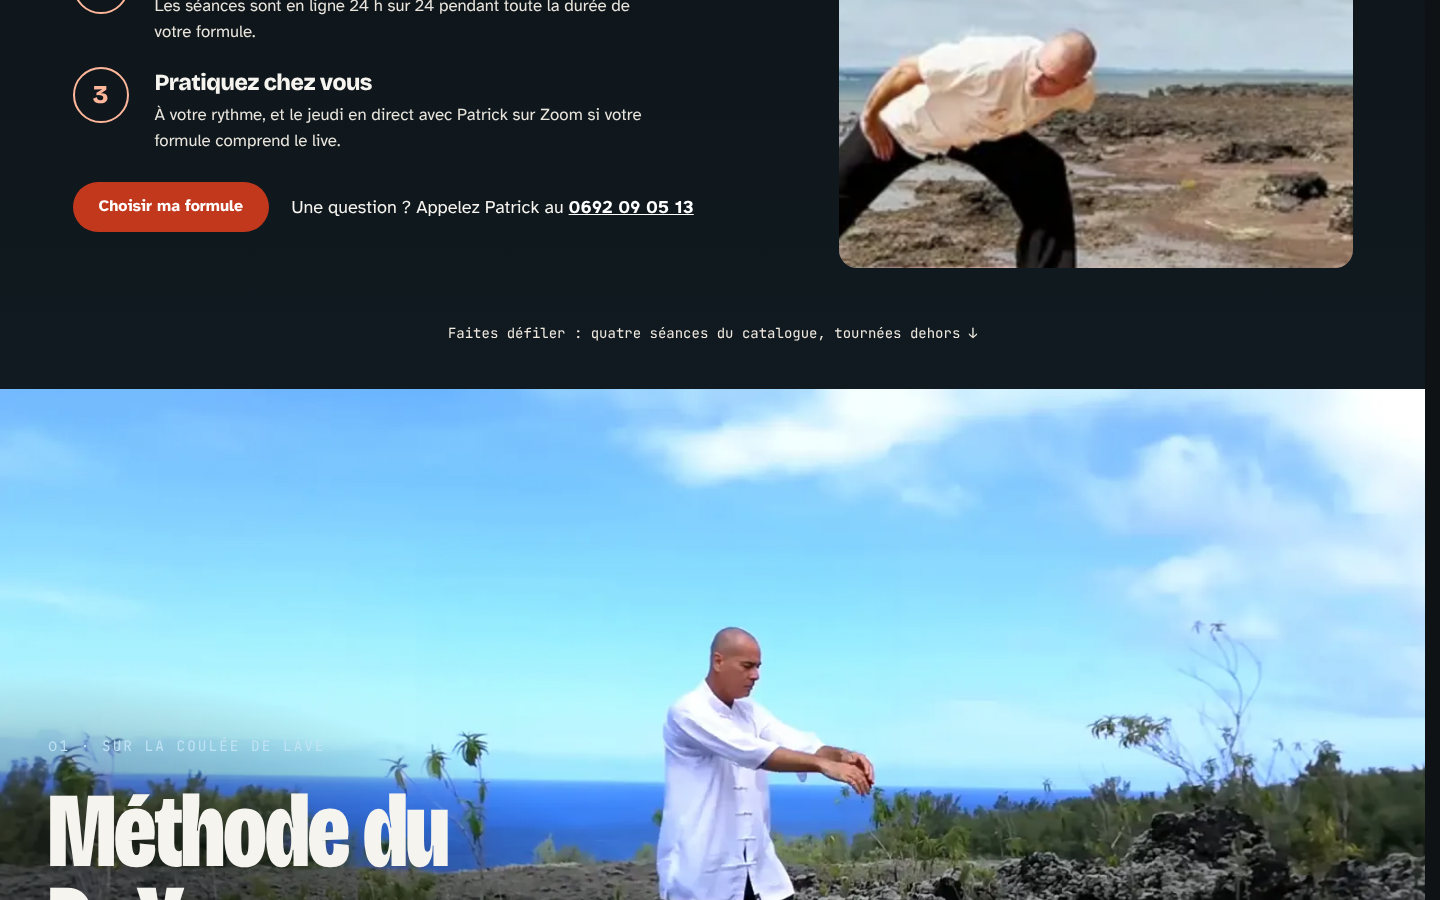 Les séances sont en ligne 24 h sur 24 pendant toute la durée de
votre formule.
3
Pratiquez chez vous
À votre rythme, et le jeudi en direct avec Patrick sur Zoom si votre
formule comprend le live.
Choisir ma formule
Une question ? Appelez Patrick au 0692 09 05 13
Faites défiler : quatre séances du catalogue, tournées dehors ↓
01 · SUR LA COULÉE DE LAVE
Méthode du